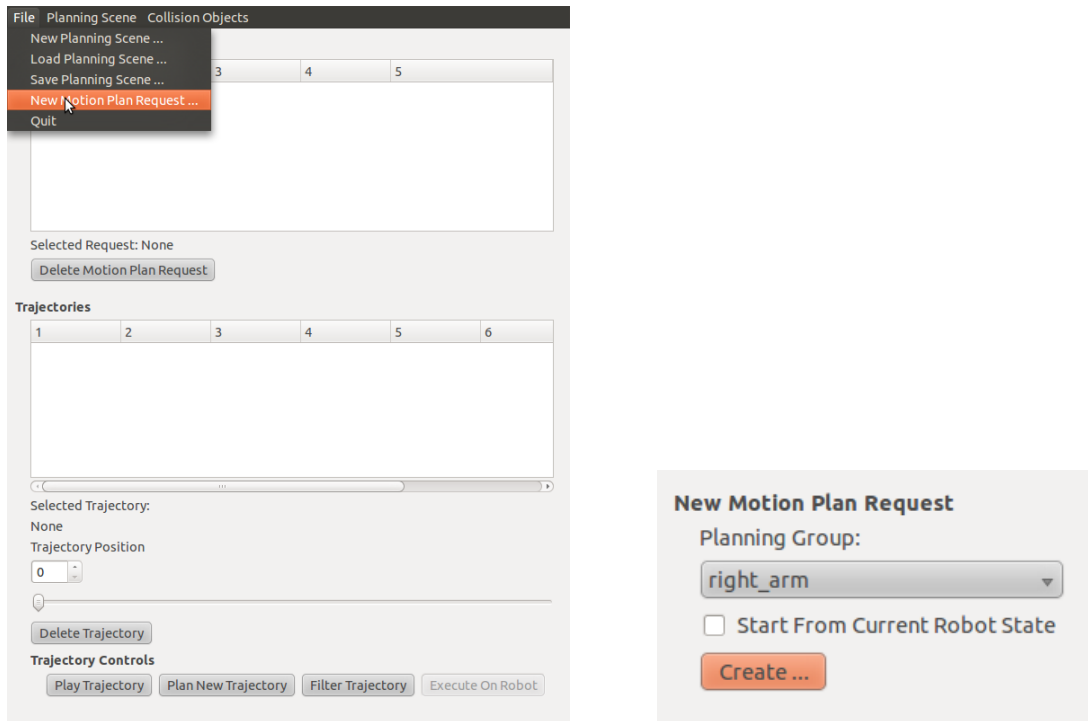 File Planning Scene Collision Objects
New Planning Scene ...
Load Planning Scene ...
Save Planning Scene ...
New Motion Plan Request ...
Quit
3 4 5
Selected Request: None
Delete Motion Plan Request
Trajectories
1 2 3 4 5 6
Selected Trajectory:
None
Trajectory Position
0
Delete Trajectory
Trajectory Controls
Play Trajectory Plan New Trajectory Filter Trajectory Execute On Robot
New Motion Plan Request
Planning Group:
right_arm
Start From Current Robot State
Create ...